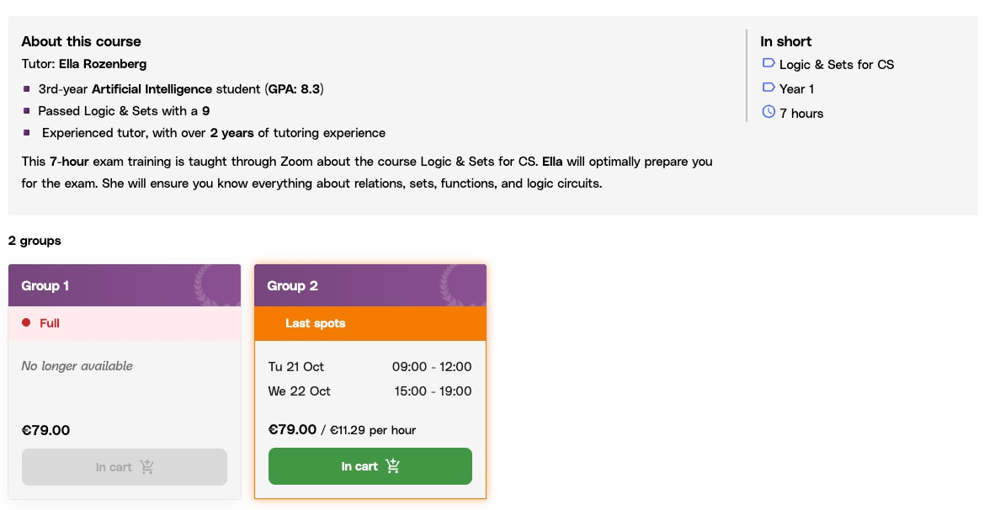 About this course
Tutor: Ella Rozenberg
3rd-year Artificial Intelligence student (GPA: 8.3)
Passed Logic & Sets with a 9
Experienced tutor, with over 2 years of tutoring experience
This 7-hour exam training is taught through Zoom about the course Logic & Sets for CS. Ella will optimally prepare you
for the exam. She will ensure you know everything about relations, sets, functions, and logic circuits.
In short
Logic & Sets for CS
Year 1
7 hours
2 groups
Group 1
Full
No longer available
€79.00
In cart
Group 2
Last spots
Tu 21 Oct 09:00 - 12:00
We 22 Oct 15:00 - 19:00
€79.00 / €11.29 per hour
In cart